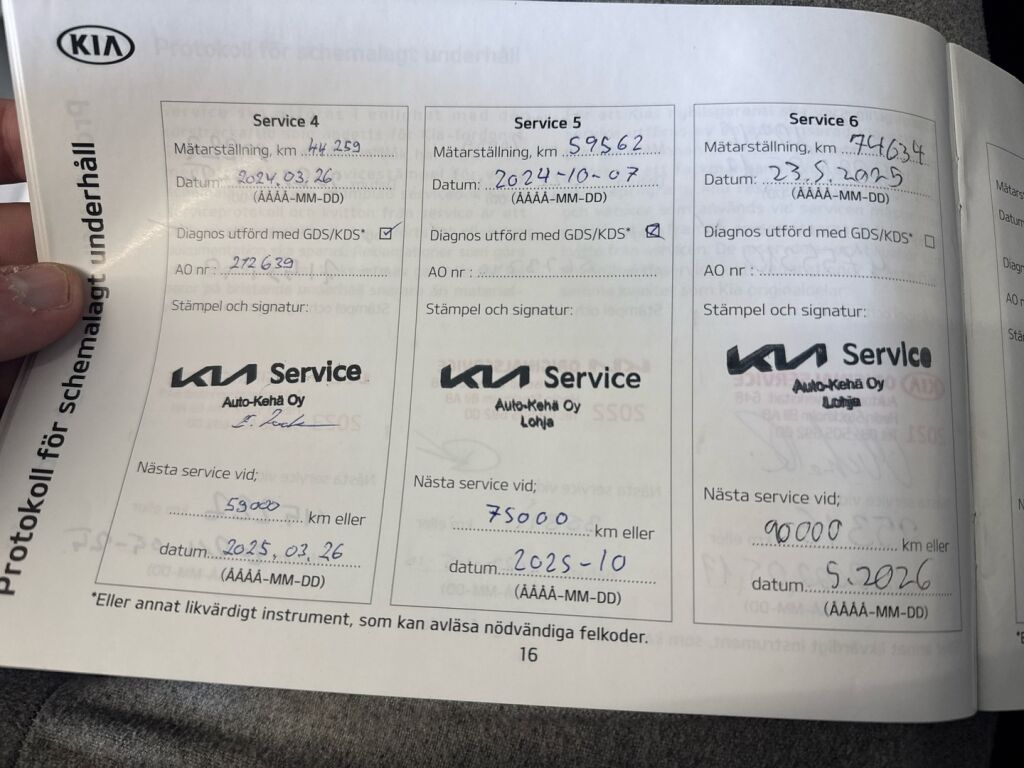 KIA
Protokoll för schemalagt underhåll
Service 4
Mätarställning, km 44 259
Datum: 2024.03.26
(ÅÅÅÅ-MM-DD)
Diagnos utförd med GDS/KDS*
AO nr : 212639
Stämpel och signatur:
KIA Service
Auto-Kehä Oy
Nästa service vid;
59000 km eller
datum 2025.03.26
(ÅÅÅÅ-MM-DD)
Service 5
Mätarställning, km 59562
Datum: 2024-10-07
(ÅÅÅÅ-MM-DD)
Diagnos utförd med GDS/KDS*
AO nr :
Stämpel och signatur:
KIA Service
Auto-Kehä Oy
Lohja
Nästa service vid;
75000 km eller
datum 2025-10
(ÅÅÅÅ-MM-DD)
Service 6
Mätarställning, km 74634
Datum: 23.5.2025
(ÅÅÅÅ-MM-DD)
Diagnos utförd med GDS/KDS*
AO nr :
Stämpel och signatur:
KIA Service
Auto-Kehä Oy
Lohja
Nästa service vid;
90000 km eller
datum 5.2026
(ÅÅÅÅ-MM-DD)
*Eller annat likvärdigt instrument, som kan avläsa nödvändiga felkoder.
16